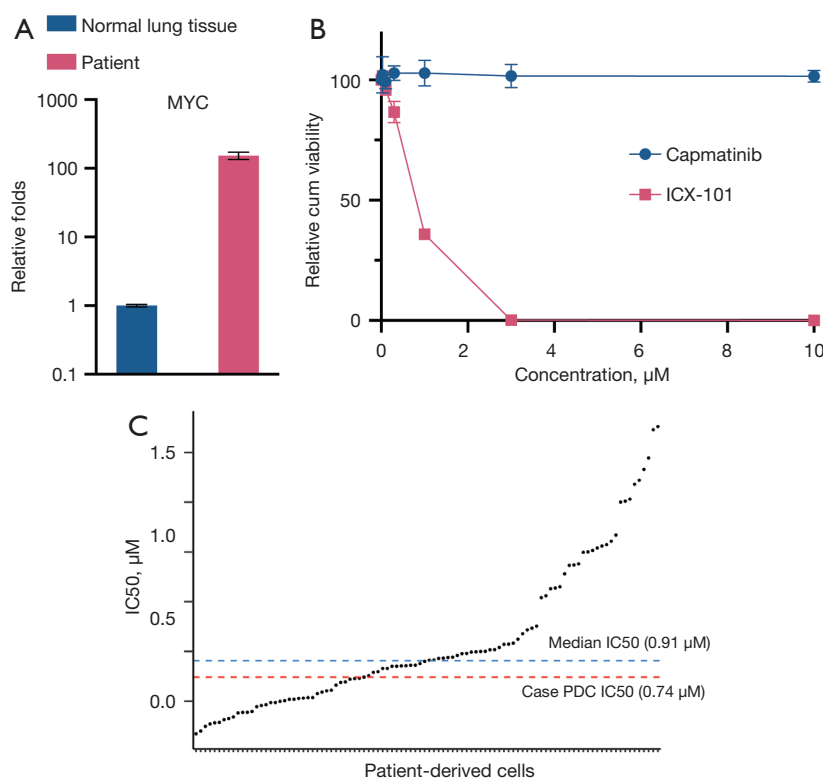 A
Normal lung tissue
Patient
MYC
1000
100
10
1
0.1
Relative folds
B
100
50
0
Relative cum viability
Capmatinib
ICX-101
0 2 4 6 8 10
Concentration, μM
C
1.5
1.0
0.5
0.0
IC50, μM
Median IC50 (0.91 μM)
Case PDC IC50 (0.74 μM)
Patient-derived cells